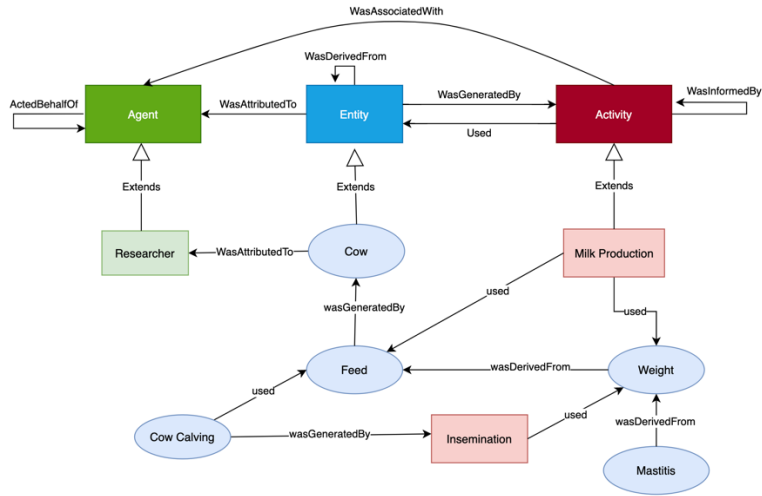 WasAssociatedWith
WasDerivedFrom
ActedBehalfOf
WasAttributedTo
WasGeneratedBy
WasInformedBy
Agent
Entity
Activity
Used
Extends
Extends
Extends
Researcher
WasAttributedTo
Cow
Milk Production
used
wasGeneratedBy
used
Feed
wasDerivedFrom
Weight
used
used
wasDerivedFrom
Cow Calving
wasGeneratedBy
Insemination
Mastitis